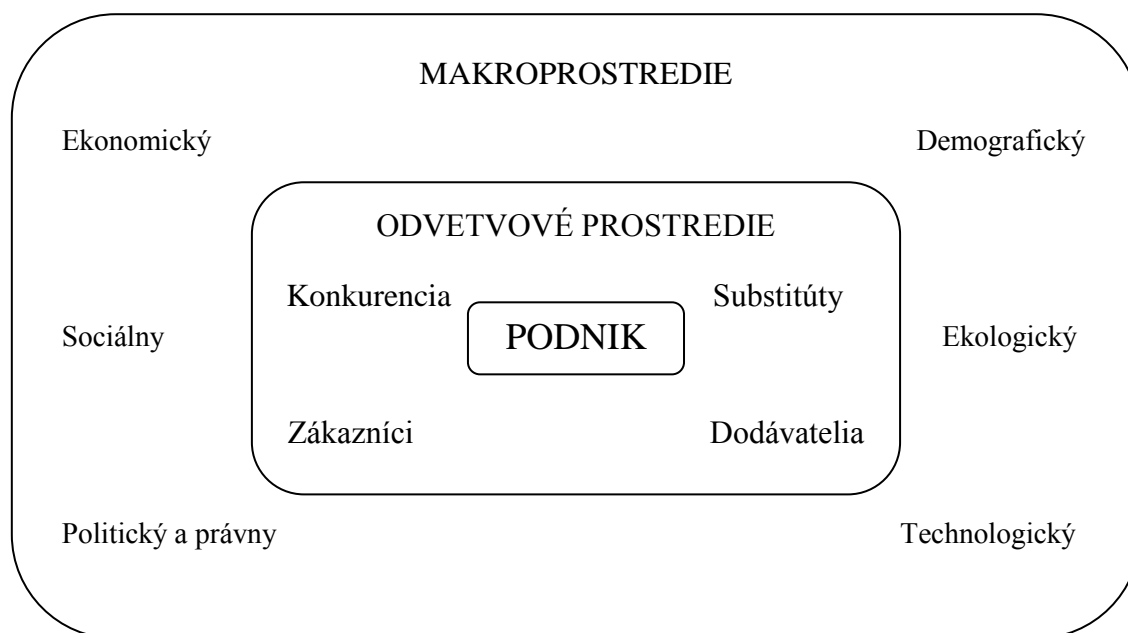 MAKROPROSTREDIE
Ekonomický
Demografický
ODVETVOVÉ PROSTREDIE
Konkurencia
Substitúty
PODNIK
Sociálny
Ekologický
Zákazníci
Dodávatelia
Politický a právny
Technologický